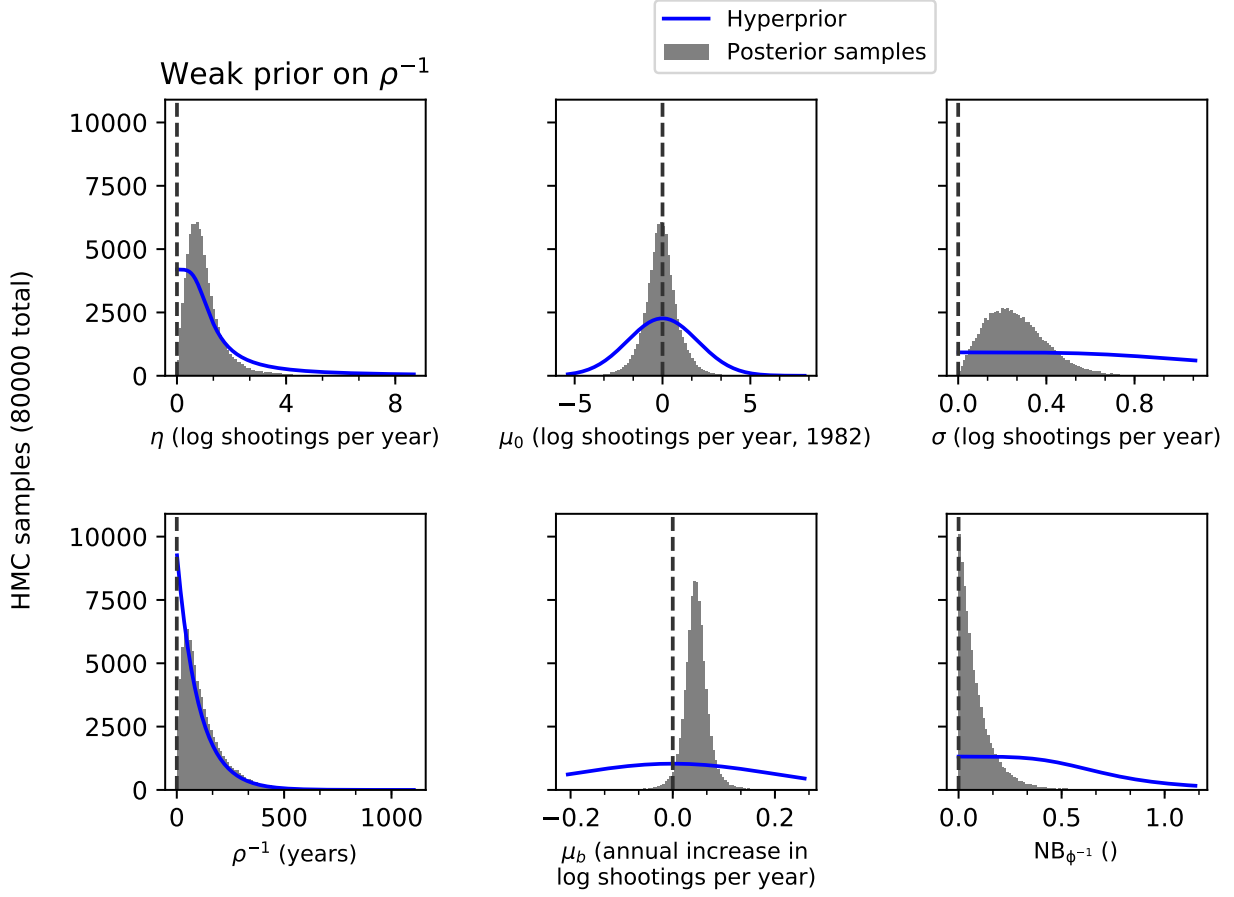 Hyperprior
Posterior samples
Weak prior on ρ⁻¹
HMC samples (80000 total)
10000
7500
5000
2500
0
0 4 8
η (log shootings per year)
−5 0 5
μ₀ (log shootings per year, 1982)
0.0 0.4 0.8
σ (log shootings per year)
10000
7500
5000
2500
0
0 500 1000
ρ⁻¹ (years)
−0.2 0.0 0.2
μ_b (annual increase in
log shootings per year)
0.0 0.5 1.0
NB_ϕ⁻¹ ()